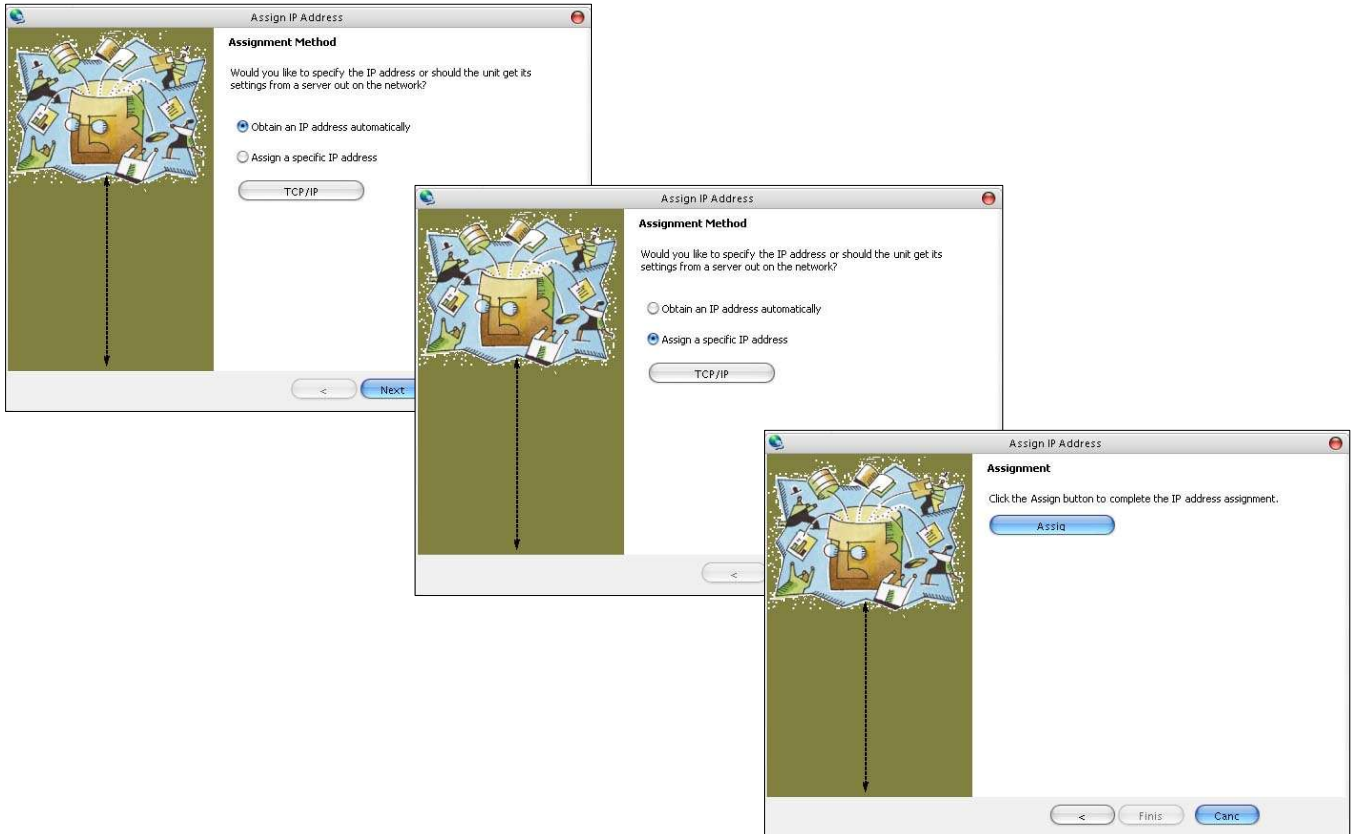 Assign IP Address
Assignment Method
Would you like to specify the IP address or should the unit get its
settings from a server out on the network?
Obtain an IP address automatically
Assign a specific IP address
TCP/IP
<
Next
Assign IP Address
Assignment Method
Would you like to specify the IP address or should the unit get its
settings from a server out on the network?
Obtain an IP address automatically
Assign a specific IP address
TCP/IP
<
Assign IP Address
Assignment
Click the Assign button to complete the IP address assignment.
Assig
<
Finis
Canc